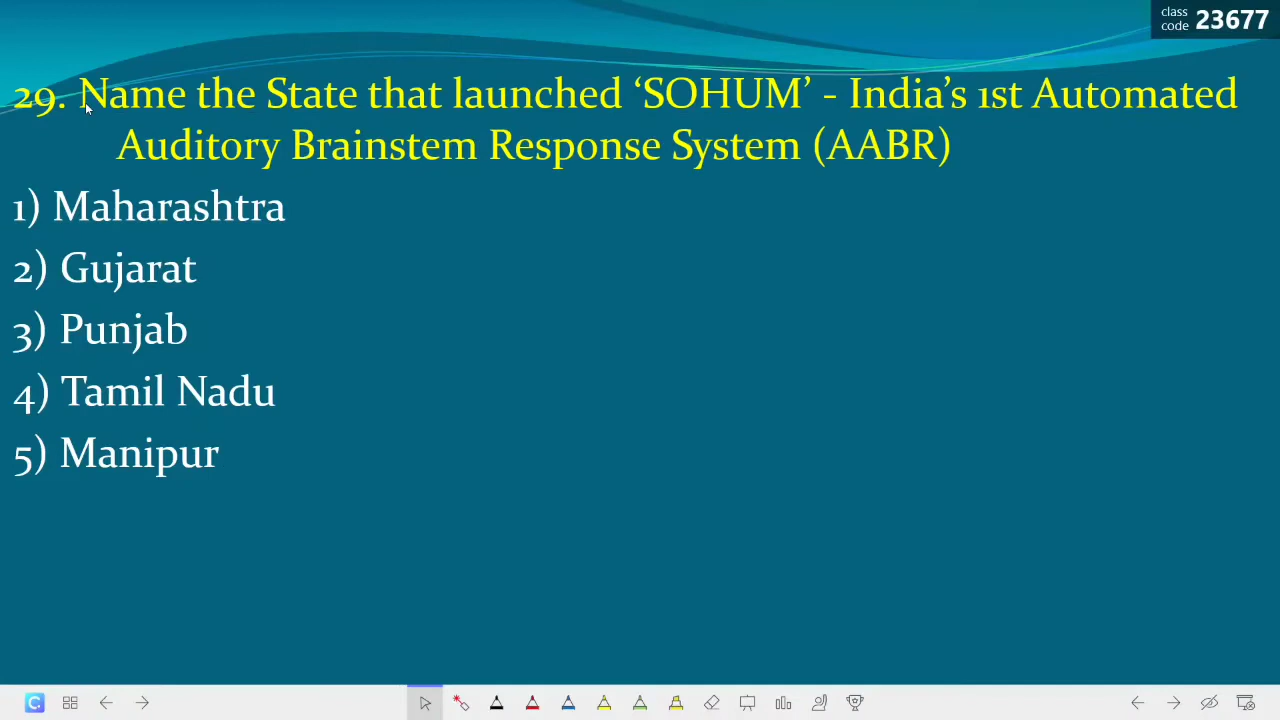 class
code 23677
29. Name the State that launched ‘SOHUM’ - India’s 1st Automated
Auditory Brainstem Response System (AABR)
1) Maharashtra
2) Gujarat
3) Punjab
4) Tamil Nadu
5) Manipur